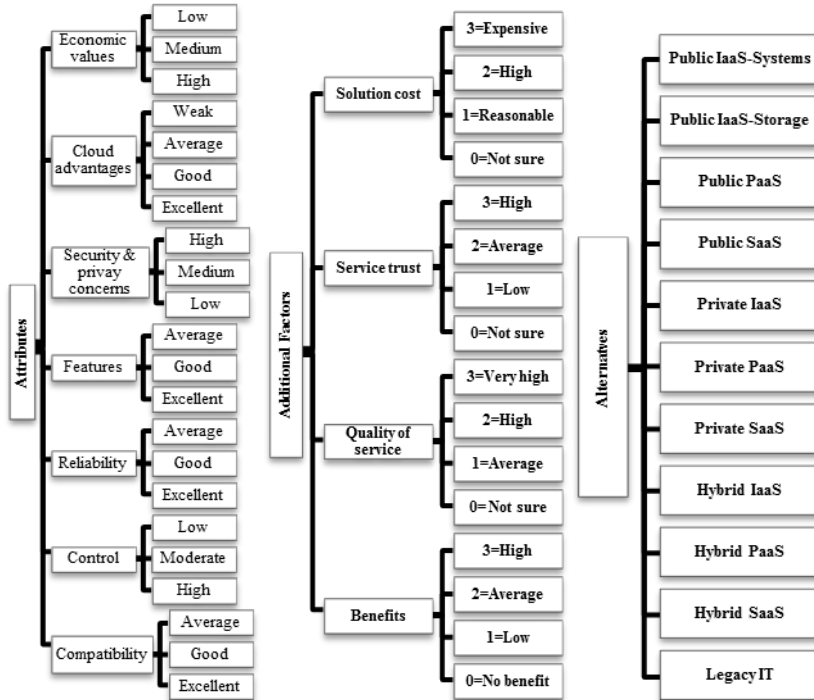 Attributes
Economic
values
Low
Medium
High
Cloud
advantages
Weak
Average
Good
Excellent
Security &
privay
concerns
High
Medium
Low
Features
Average
Good
Excellent
Reliability
Average
Good
Excellent
Control
Low
Moderate
High
Compatibility
Average
Good
Excellent
Additional Factors
Solution cost
3=Expensive
2=High
1=Reasonable
0=Not sure
Service trust
3=High
2=Average
1=Low
0=Not sure
Quality of
service
3=Very high
2=High
1=Average
0=Not sure
Benefits
3=High
2=Average
1=Low
0=No benefit
Alternatves
Public IaaS-Systems
Public IaaS-Storage
Public PaaS
Public SaaS
Private IaaS
Private PaaS
Private SaaS
Hybrid IaaS
Hybrid PaaS
Hybrid SaaS
Legacy IT